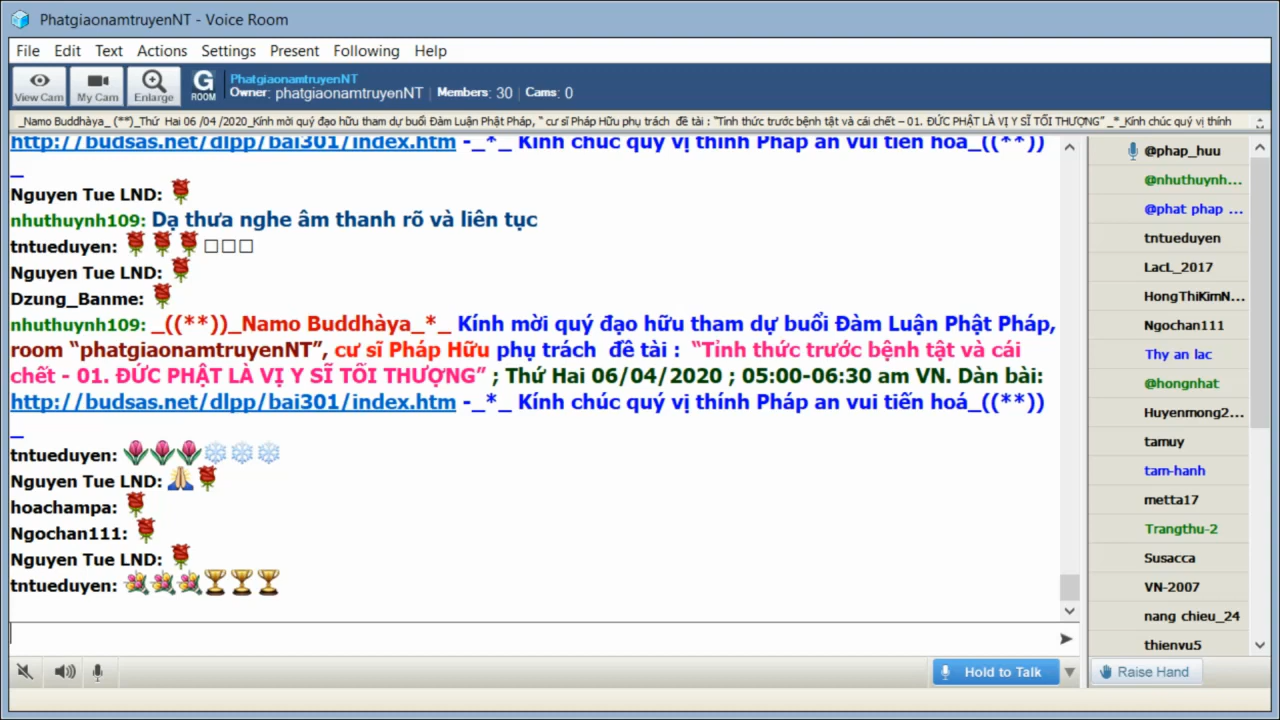 PhatgiaonamtruyenNT - Voice Room
File Edit Text Actions Settings Present Following Help
View Cam My Cam Enlarge G ROOM
PhatgiaonamtruyenNT
Owner: phatgiaonamtruyenNT | Members: 30 | Cams: 0
_Namo Buddhàya_ (**)_Thứ Hai 06 /04 /2020_Kính mời quý đạo hữu tham dự buổi Đàm Luận Phật Pháp, " cư sĩ Pháp Hữu phụ trách đề tài : "Tỉnh thức trước bệnh tật và cái chết – 01. ĐỨC PHẬT LÀ VỊ Y SĨ TỐI THƯỢNG" _*_Kính chúc quý vị thính
http://budsas.net/dlpp/bai301/index.htm -_*_ Kính chúc quý vị thính Pháp an vui tiến hoá_((**))
_
Nguyen Tue LND:
nhuthuynh109: Dạ thưa nghe âm thanh rõ và liên tục
tntueduyen:
Nguyen Tue LND:
Dzung_Banme:
nhuthuynh109: _((**))_Namo Buddhàya_*_ Kính mời quý đạo hữu tham dự buổi Đàm Luận Phật Pháp,
room “phatgiaonamtruyenNT”, cư sĩ Pháp Hữu phụ trách đề tài : “Tỉnh thức trước bệnh tật và cái
chết - 01. ĐỨC PHẬT LÀ VỊ Y SĨ TỐI THƯỢNG” ; Thứ Hai 06/04/2020 ; 05:00-06:30 am VN. Dàn bài:
http://budsas.net/dlpp/bai301/index.htm -_*_ Kính chúc quý vị thính Pháp an vui tiến hoá_((**))
_
tntueduyen:
Nguyen Tue LND:
hoachampa:
Ngochan111:
Nguyen Tue LND:
tntueduyen:
Hold to Talk
@phap_huu
@nhuthuynh...
@phat phap ...
tntueduyen
LacL_2017
HongThiKimN...
Ngochan111
Thy an lac
@hongnhat
Huyenmong2...
tamuy
tam-hanh
metta17
Trangthu-2
Susacca
VN-2007
nang chieu_24
thienvu5
Raise Hand